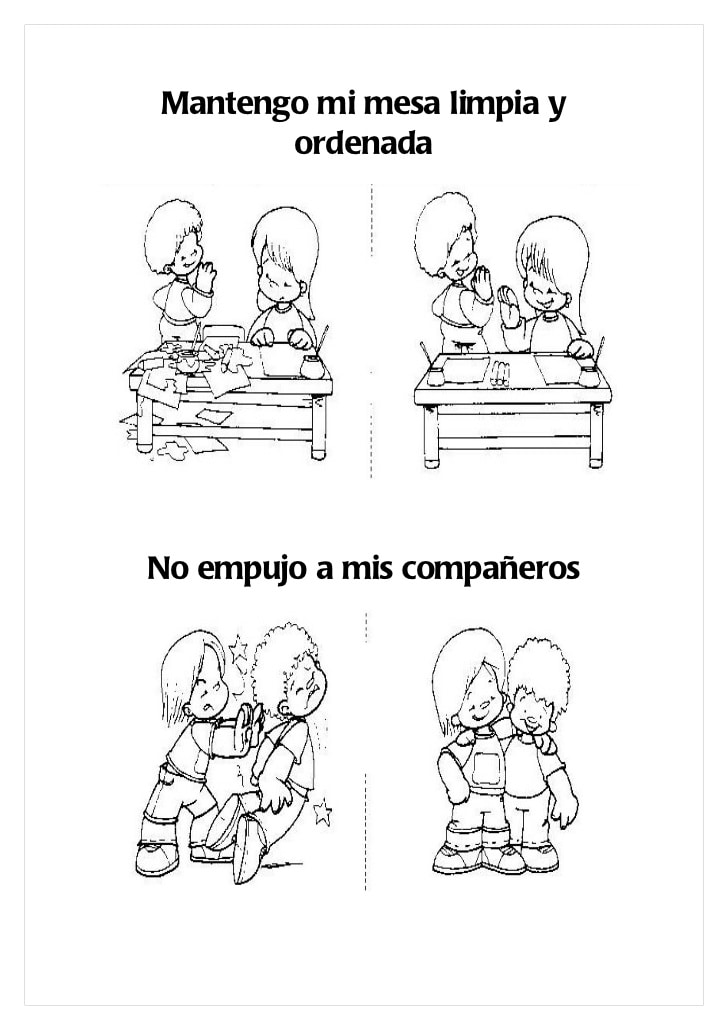 Mantengo mi mesa limpia y
ordenada
No empujo a mis compañeros